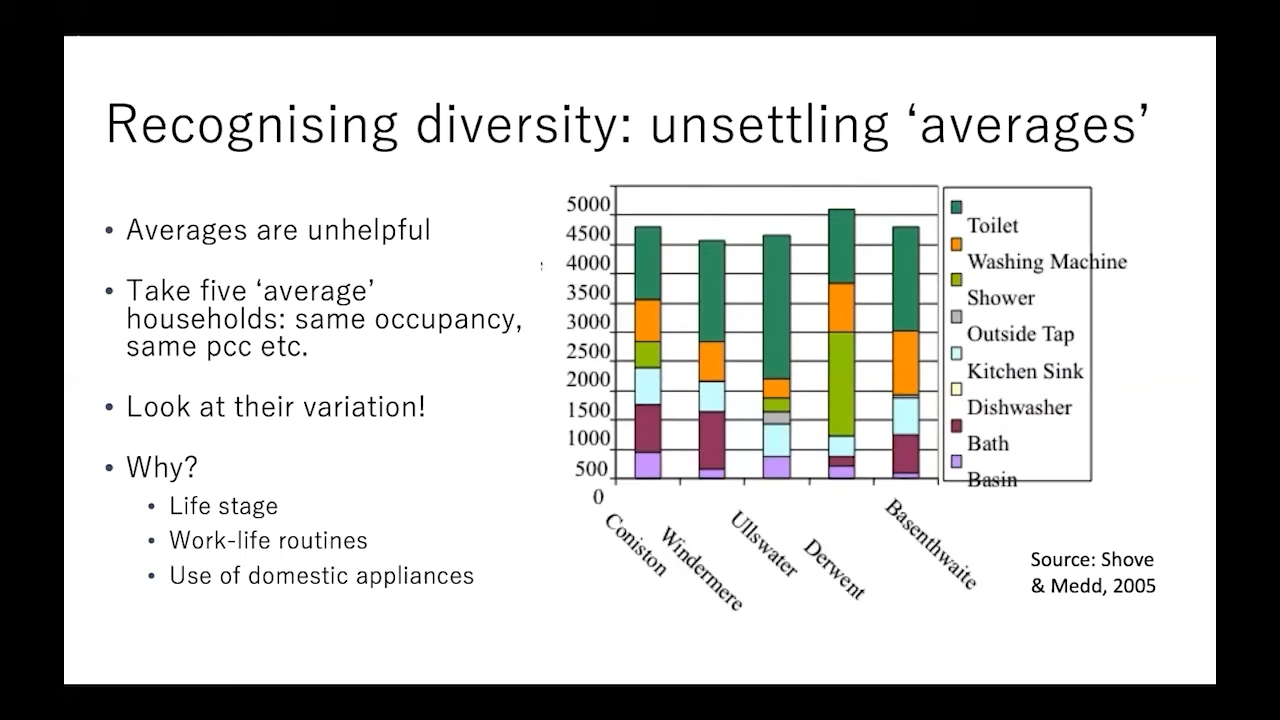 Recognising diversity: unsettling ‘averages’
• Averages are unhelpful
• Take five ‘average’
households: same occupancy,
same pcc etc.
• Look at their variation!
• Why?
• Life stage
• Work-life routines
• Use of domestic appliances
5000
4500
4000
3500
3000
2500
2000
1500
1000
500
0
Coniston
Windermere
Ullswater
Derwent
Basenthwaite
Toilet
Washing Machine
Shower
Outside Tap
Kitchen Sink
Dishwasher
Bath
Basin
Source: Shove
& Medd, 2005